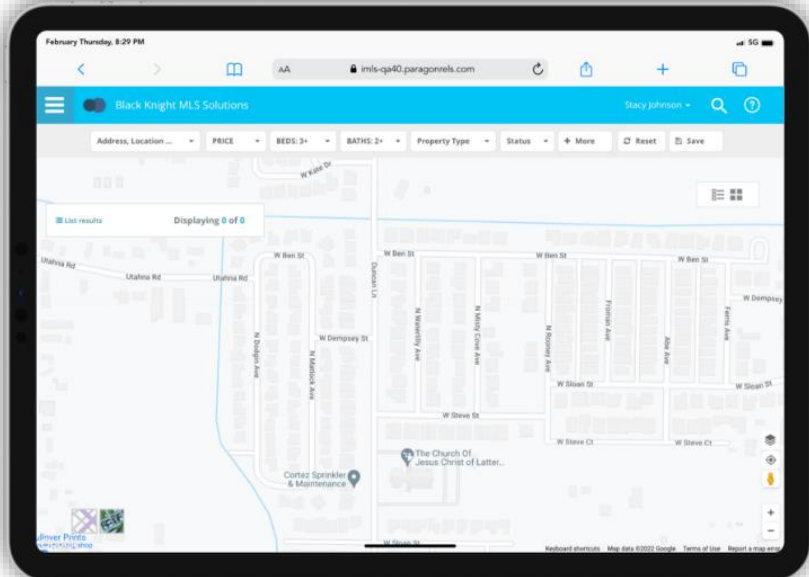 February Thursday, 8:29 PM
5G
AA
imls-qa40.paragonrels.com
Black Knight MLS Solutions
Stacy Johnson
Address, Location ...
PRICE
BEDS: 3+
BATHS: 2+
Property Type
Status
+ More
Reset
Save
W Kate Dr
List results
Displaying 0 of 0
W Ben St
W Ben St
W Ben St
W Ben St
Utahna Rd
Utahna Rd
Utahna Rd
Duncan Ln
W Dempsey
N Dodgin Ave
N Matlock Ave
W Dempsey St
N Waverley Ave
N Misty Cove Ave
N Rooney Ave
Froman Ave
Abe Ave
Ferris Ave
W Sloan St
W Sloan St
W Steve St
W Steve Ct
W Steve Ct
The Church Of
Jesus Christ of Latter...
Cortez Sprinkler
& Maintenance
Prints
W Sloan St
Keyboard shortcuts
Map data ©2022 Google
Terms of Use
Report a map error